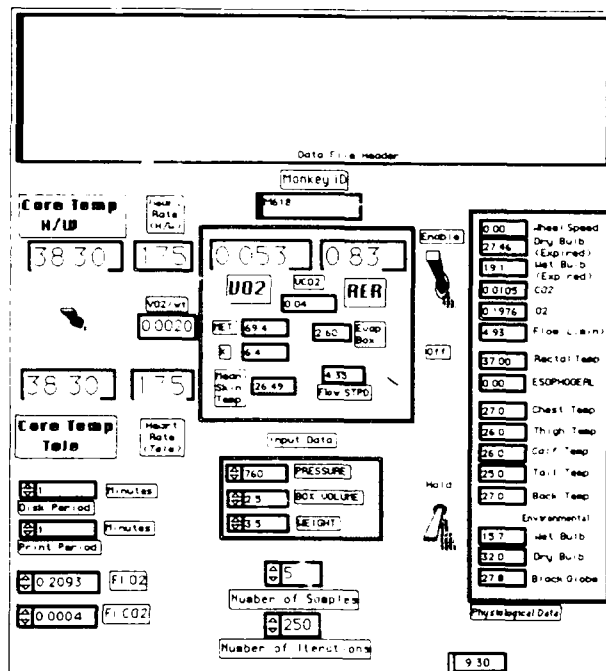 Data File Header
Monkey ID
M618
Core Temp
H/W
Heart
Rate
(H/W)
38 30
175
0.053
0 83
VO2
VCO2
RER
0.04
VO2/wt
0.0020
MET
69.4
2.60
Evap
Box
6.4
Mean
Skin
Temp
26.49
4.35
Flow STPD
Enable
Off
38 30
175
Core Temp
Tele
Heart
Rate
(Tele)
0.00 Wheel Speed
27.46 Dry Bulb
(Expired)
19.1 Wet Bulb
(Expired)
0.0105 CO2
0.1976 O2
4.93 Flow (L/min)
37.00 Rectal Temp
0.00 ESOPHOGEAL
27.0 Chest Temp
26 0 Thigh Temp
26 0 Calf Temp
25 0 Tail Temp
27.0 Back Temp
Environmental
15.7 Wet Bulb
32.0 Dry Bulb
27.8 Black Globe
Physiological Data
Input Data
760 PRESSURE
2 5 BOX VOLUME
3 5 WEIGHT
Hold
1 Minutes
Disk Period
1 Minutes
Print Period
0.2093 FI O2
0.0004 FI CO2
5
Number of Samples
250
Number of Iterations
9 30